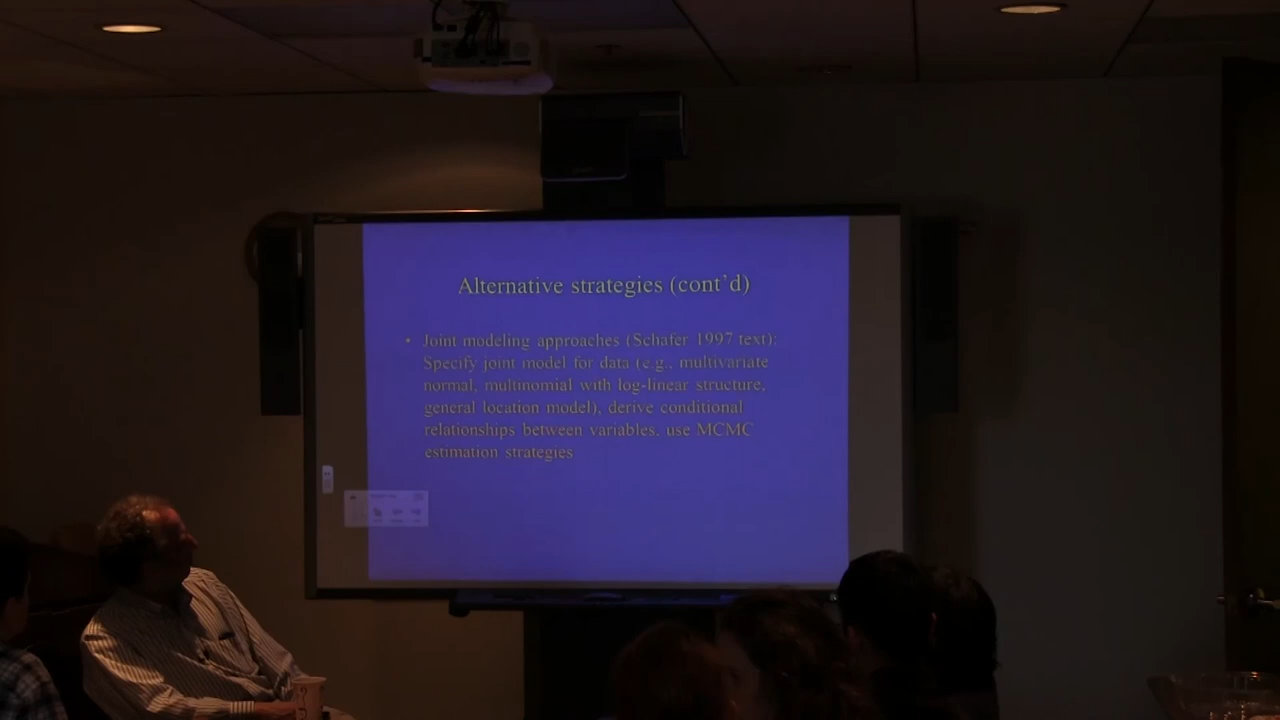 Alternative strategies (cont’d)
• Joint modeling approaches (Schafer 1997 text):
Specify joint model for data (e.g., multivariate
normal, multinomial with log-linear structure,
general location model), derive conditional
relationships between variables, use MCMC
estimation strategies